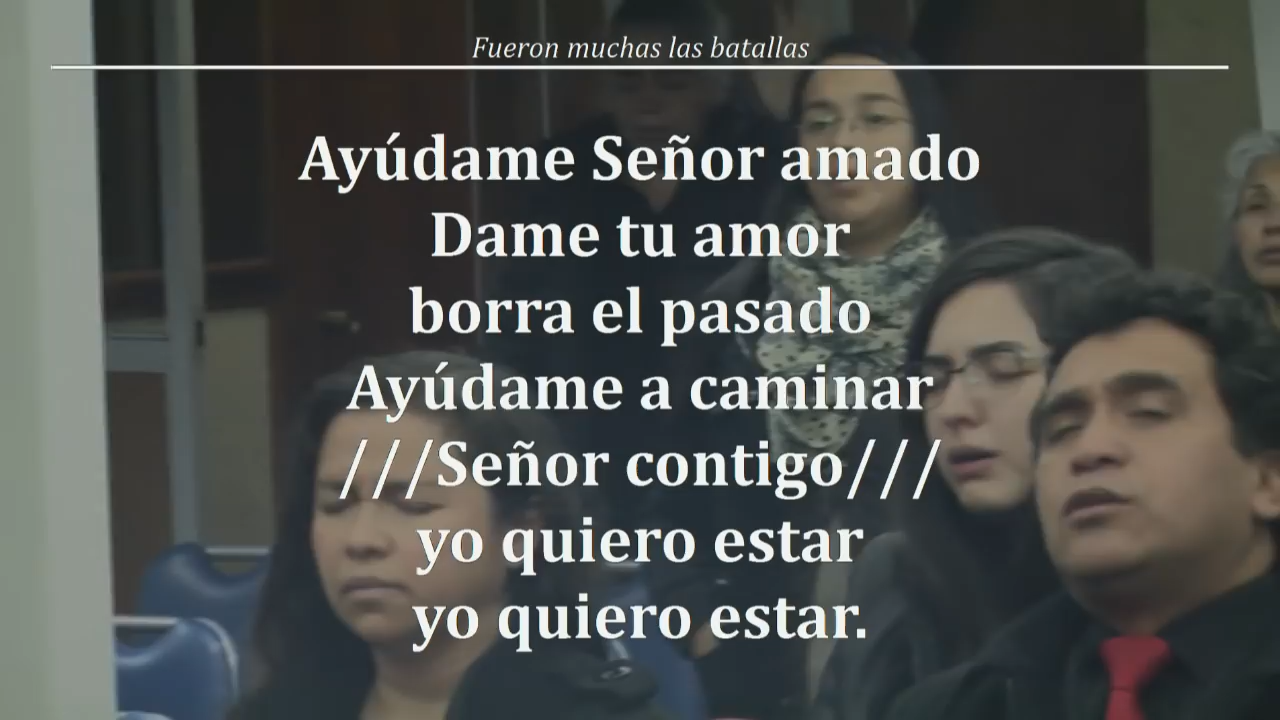 Fueron muchas las batallas
Ayúdame Señor amado
Dame tu amor
borra el pasado
Ayúdame a caminar
///Señor contigo///
yo quiero estar
yo quiero estar.